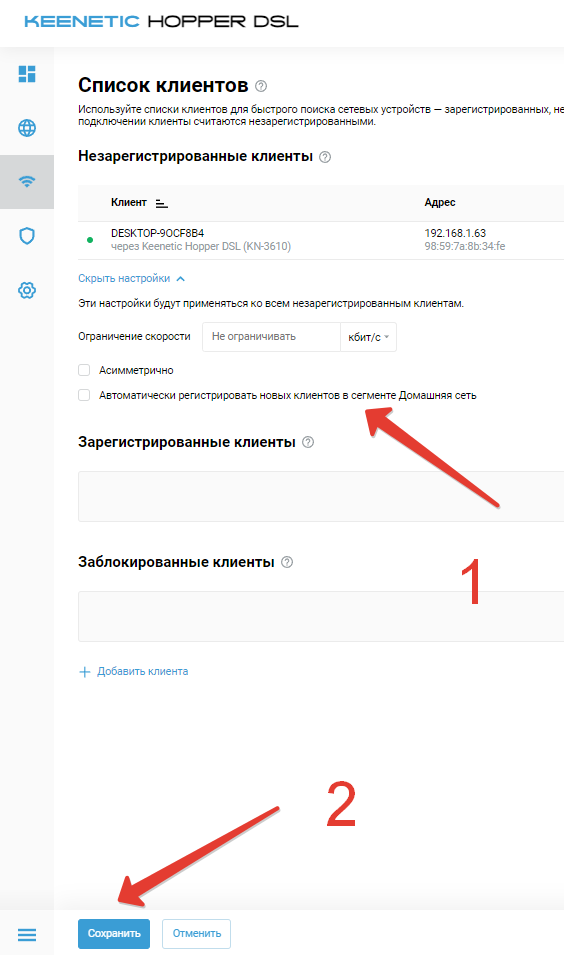 KEENETIC HOPPER DSL
Список клиентов
Используйте списки клиентов для быстрого поиска сетевых устройств — зарегистрированных, не
подключении клиенты считаются незарегистрированными.
Незарегистрированные клиенты
Клиент Адрес
DESKTOP-9OCF8B4 192.168.1.63
через Keenetic Hopper DSL (KN-3610) 98:59:7a:8b:34:fe
Скрыть настройки
Эти настройки будут применяться ко всем незарегистрированным клиентам.
Ограничение скорости Не ограничивать кбит/с
Асимметрично
Автоматически регистрировать новых клиентов в сегменте Домашняя сеть
Зарегистрированные клиенты
1
Заблокированные клиенты
+ Добавить клиента
2
Сохранить Отменить